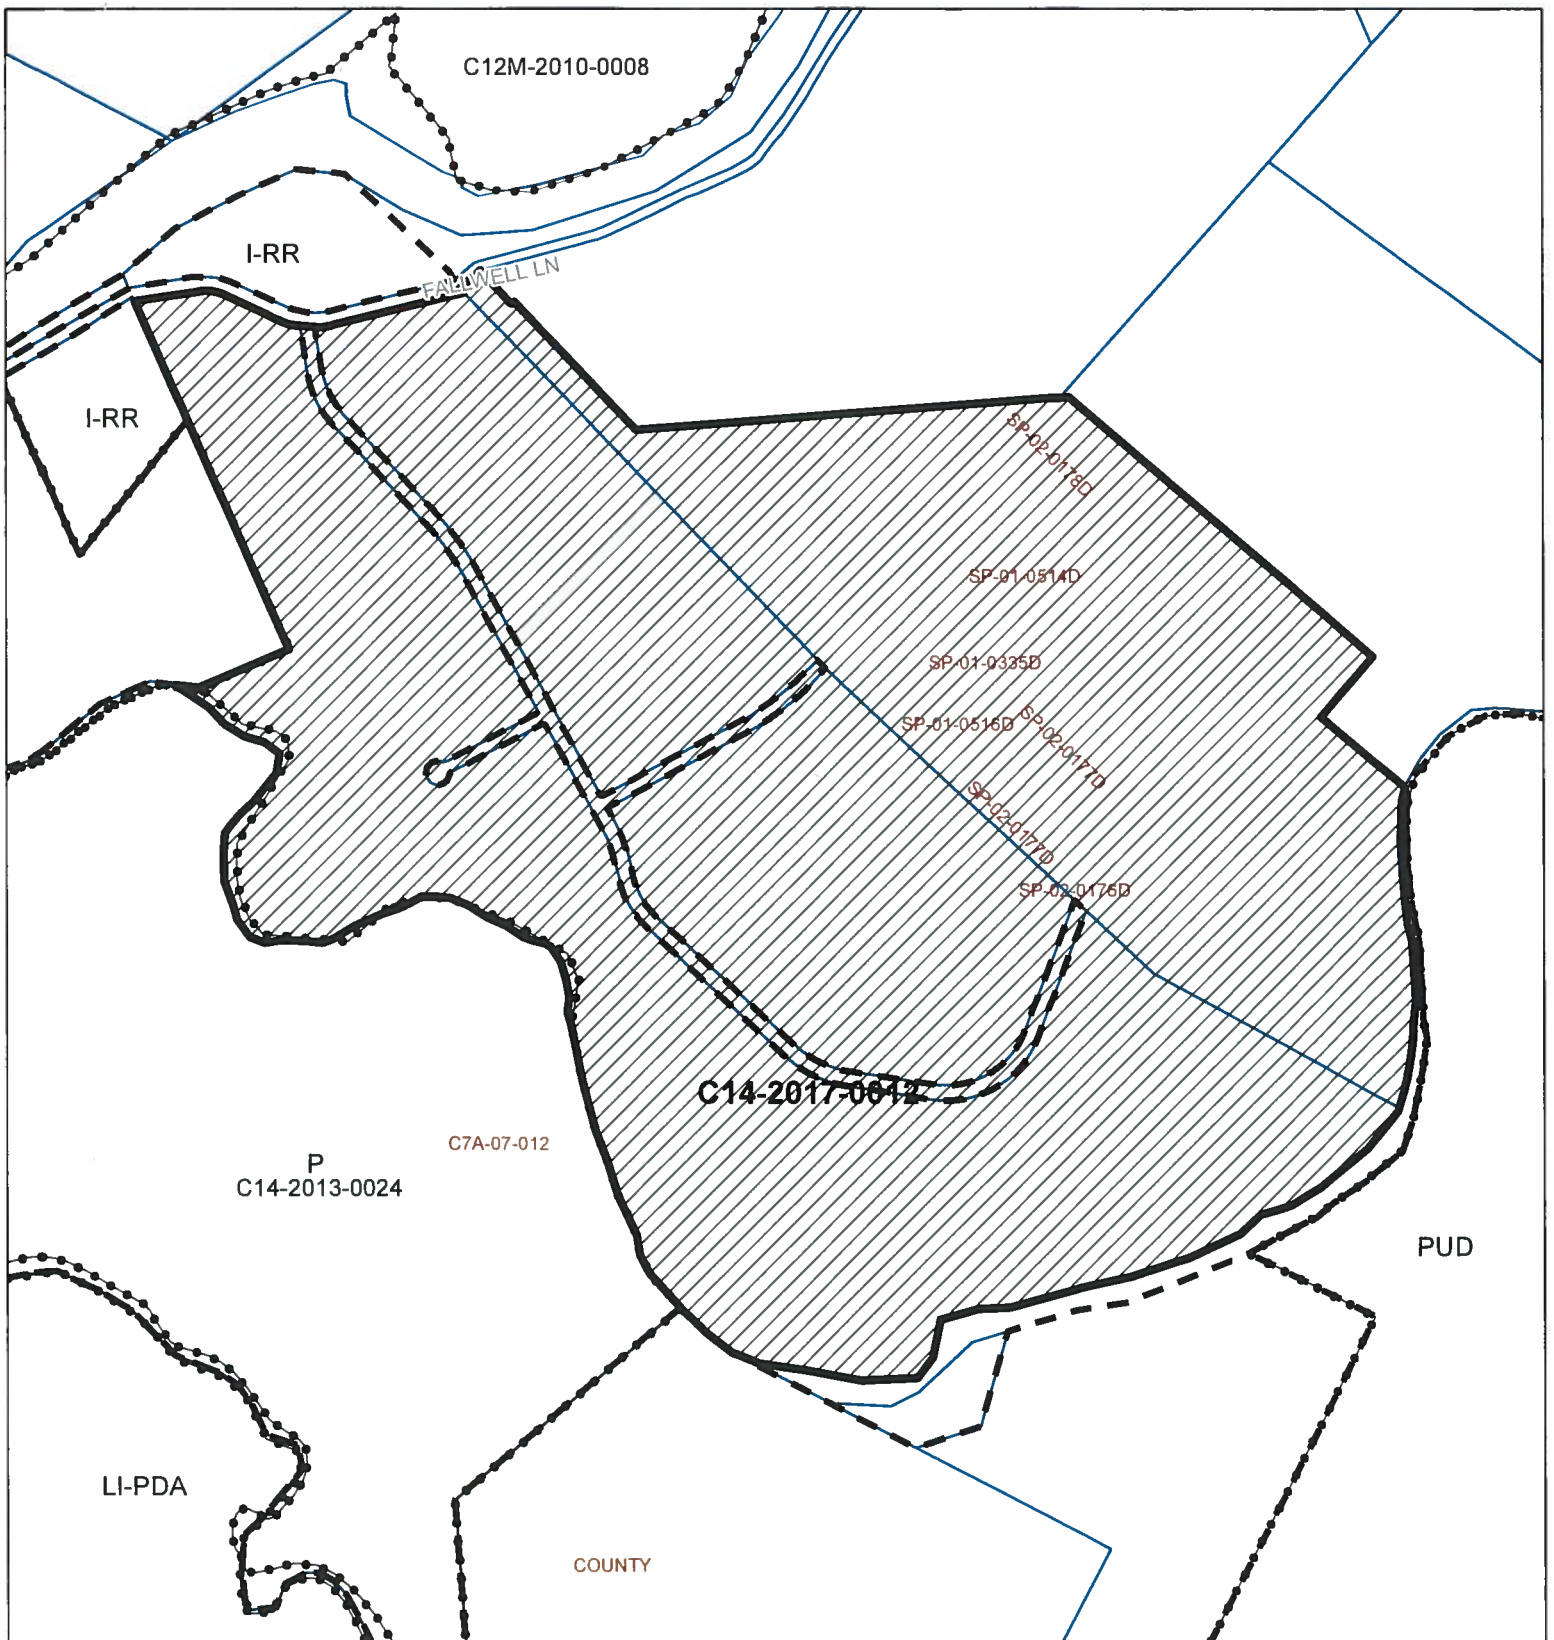 C12M-2010-0008
I-RR
FALLWELL LN
I-RR
SP-02-0178D
SP-01-0514D
SP-01-0335D
SP-01-0516D
SP-02-0177D
SP-02-0177D
SP-02-0176D
C14-2017-0012
C7A-07-012
P
C14-2013-0024
PUD
LI-PDA
COUNTY